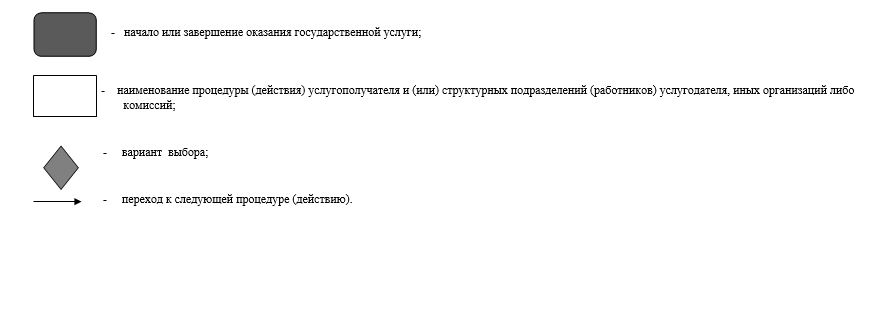 - начало или завершение оказания государственной услуги;
- наименование процедуры (действия) услугополучателя и (или) структурных подразделений (работников) услугодателя, иных организаций либо
комиссий;
- вариант выбора;
- переход к следующей процедуре (действию).